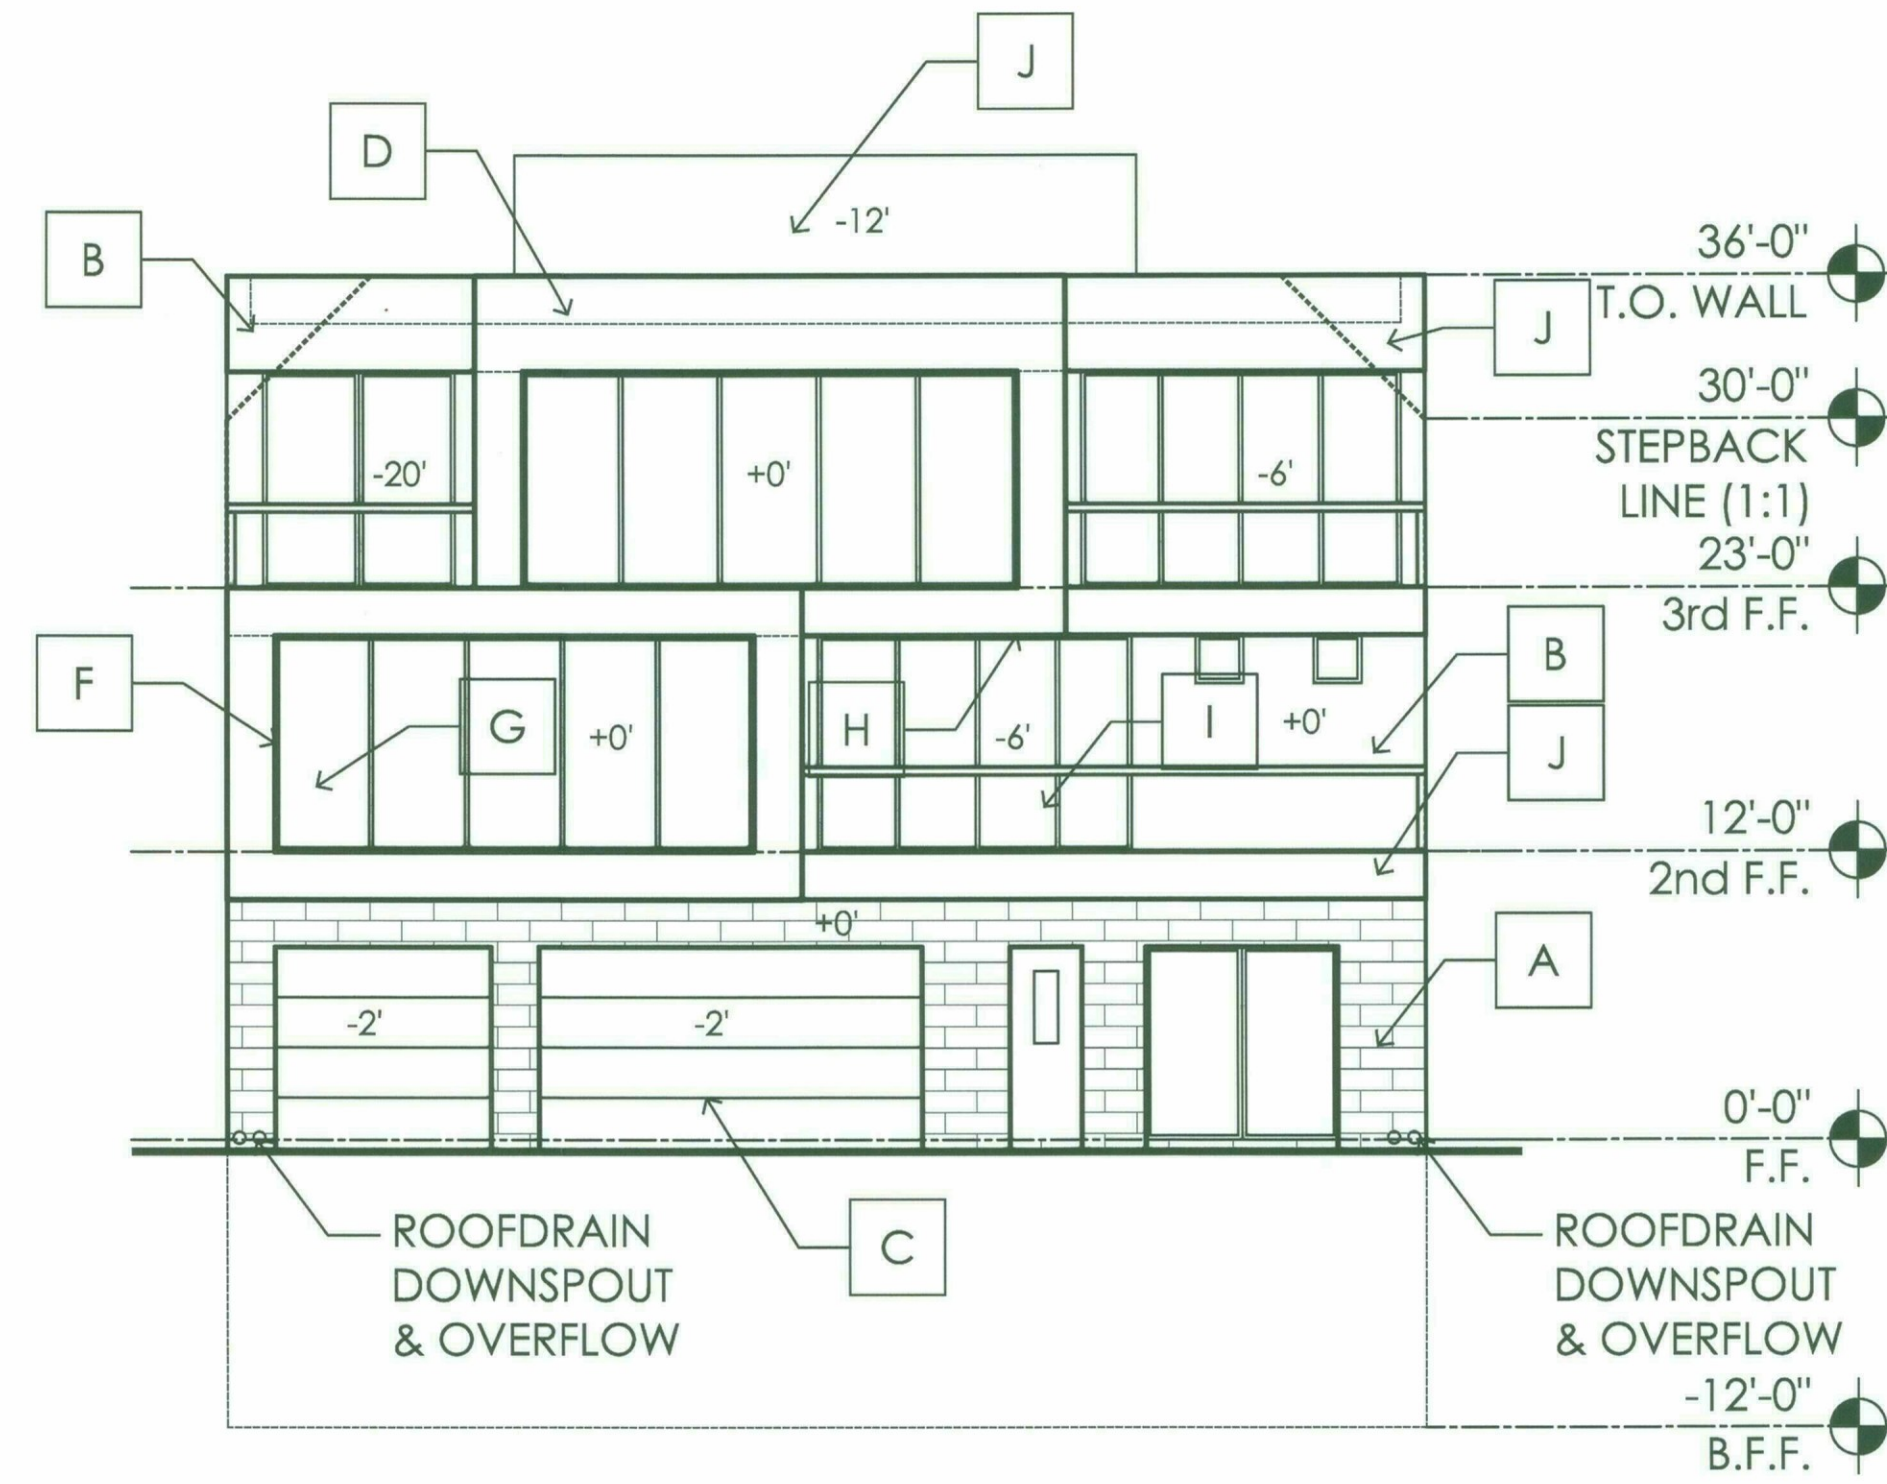 J
D
-12'
B
36'-0"
T.O. WALL
J
30'-0"
-20'
+0'
-6'
STEPBACK
LINE (1:1)
23'-0"
3rd F.F.
F
B
G
+0'
H
-6'
I
+0'
J
12'-0"
2nd F.F.
+0'
A
-2'
-2'
0'-0"
F.F.
ROOFDRAIN
DOWNSPOUT
& OVERFLOW
C
ROOFDRAIN
DOWNSPOUT
& OVERFLOW
-12'-0"
B.F.F.